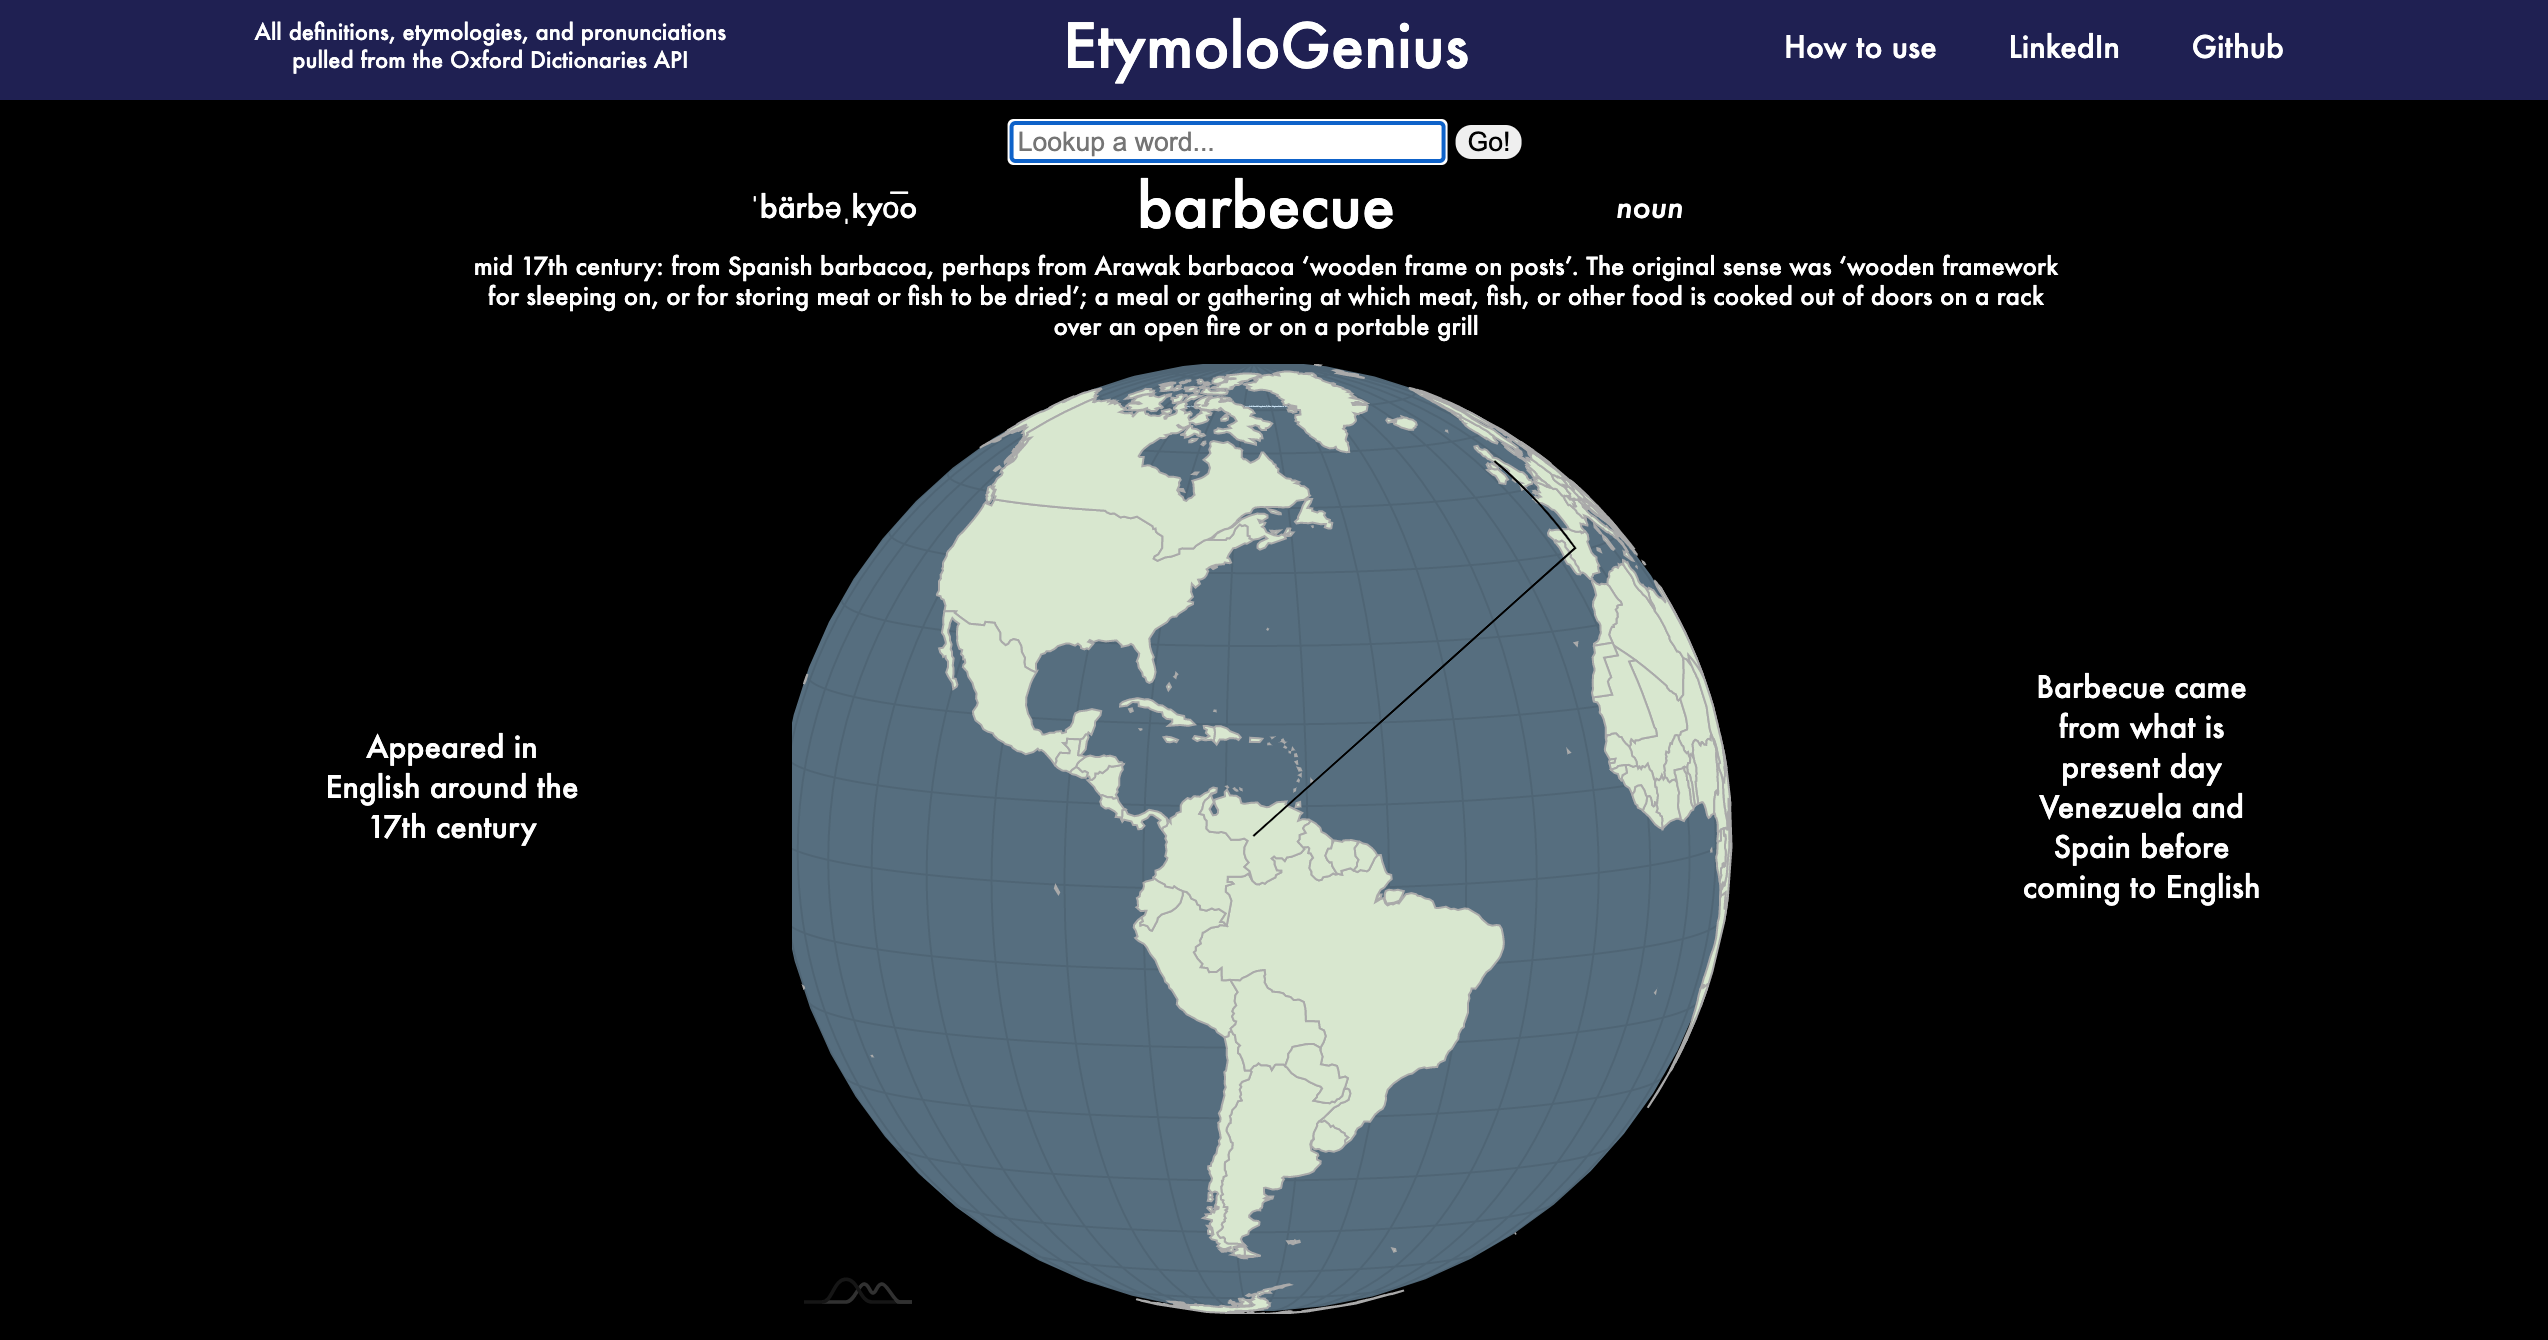 All definitions, etymologies, and pronunciations
pulled from the Oxford Dictionaries API
EtymoloGenius
How to use
LinkedIn
Github
Lookup a word...
Go!
ˈbärbəˌkyo͞o
barbecue
noun
mid 17th century: from Spanish barbacoa, perhaps from Arawak barbacoa ‘wooden frame on posts’. The original sense was ‘wooden framework
for sleeping on, or for storing meat or fish to be dried’; a meal or gathering at which meat, fish, or other food is cooked out of doors on a rack
over an open fire or on a portable grill
Appeared in
English around the
17th century
Barbecue came
from what is
present day
Venezuela and
Spain before
coming to English